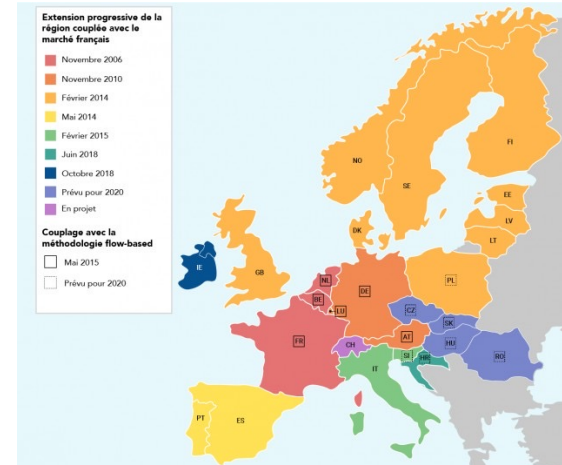 Extension progressive de la
région couplée avec le
marché français
Novembre 2006
Novembre 2010
Février 2014
Mai 2014
Février 2015
Juin 2018
Octobre 2018
Prévu pour 2020
En projet
Couplage avec la
méthodologie flow-based
Mai 2015
Prévu pour 2020
FI
NO
SE
EE
LV
LT
DK
IE
GB
NL
BE
LU
DE
PL
CZ
SK
FR
CH
AT
HU
RO
SI
HR
IT
PT
ES